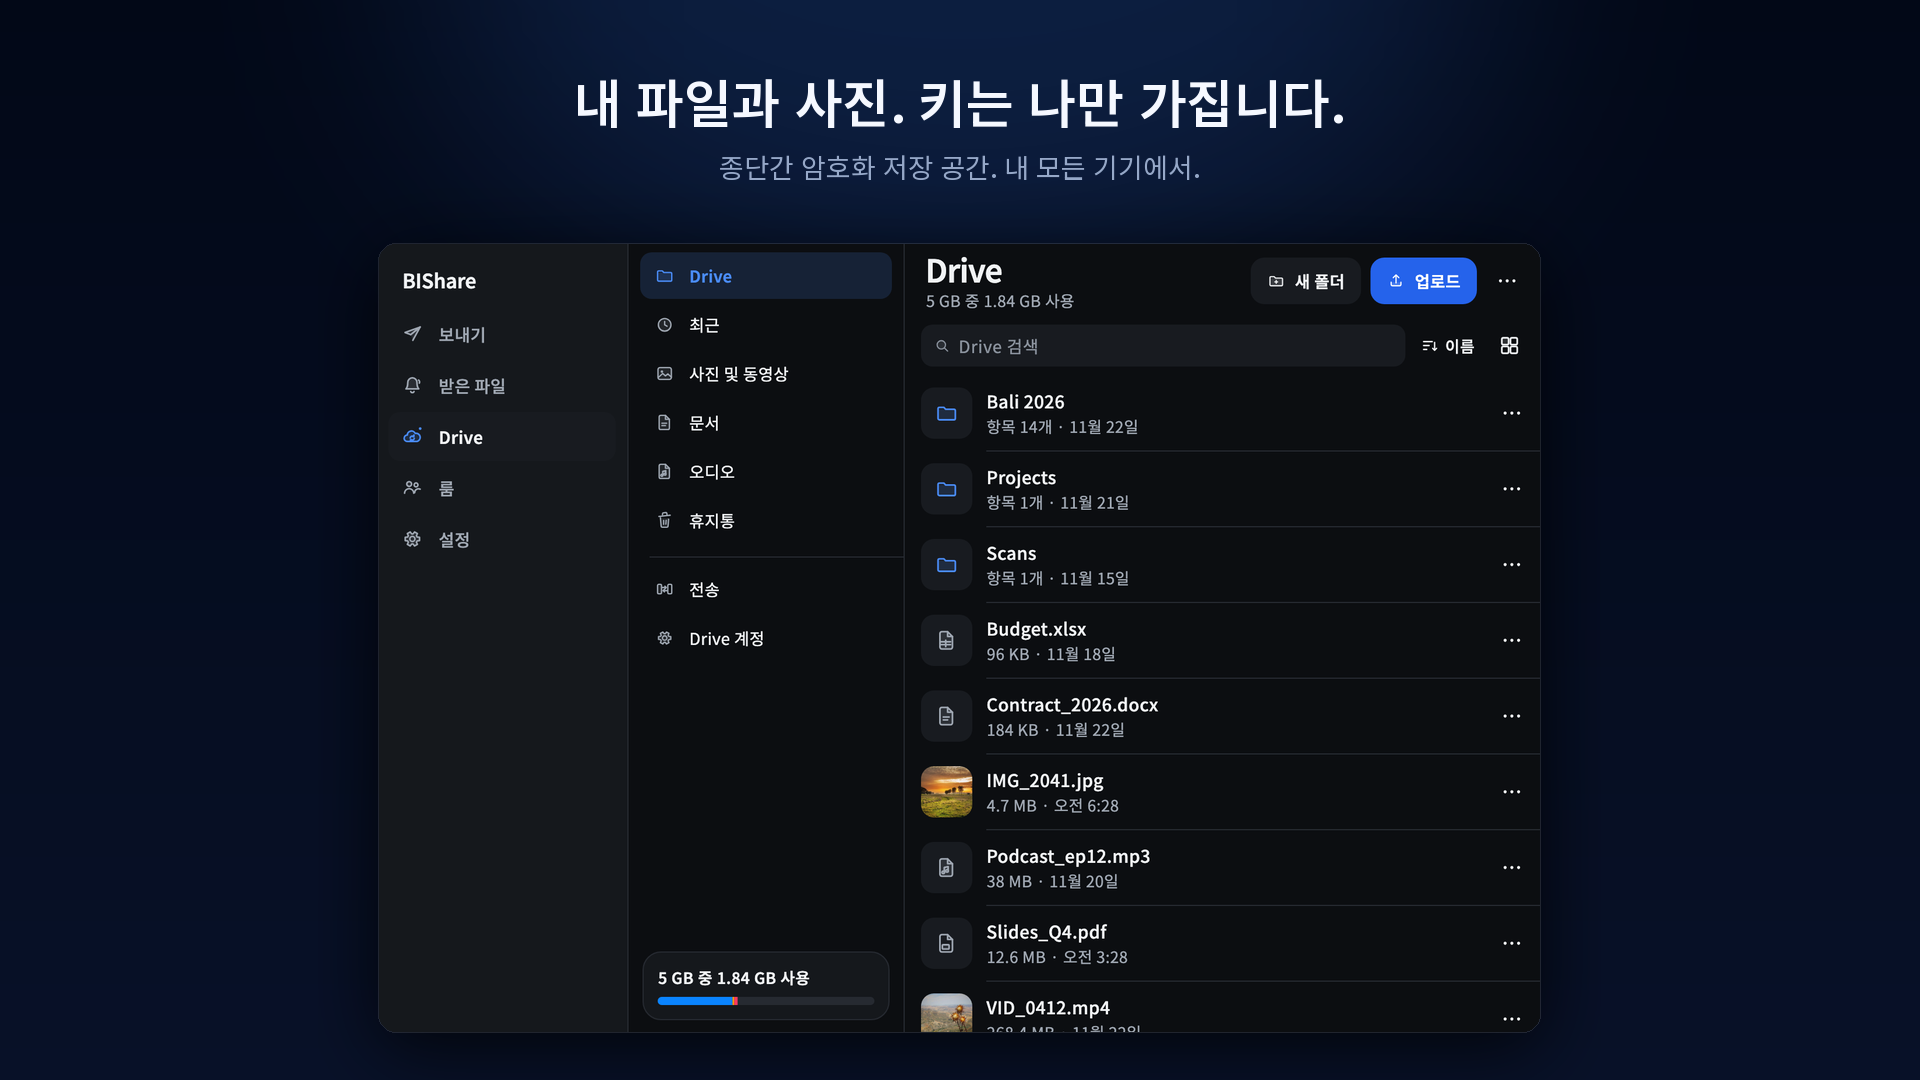 내 파일과 사진. 키는 나만 가집니다.
종단간 암호화 저장 공간. 내 모든 기기에서.
BIShare
보내기
받은 파일
Drive
룸
설정
Drive
최근
사진 및 동영상
문서
오디오
휴지통
전송
Drive 계정
5 GB 중 1.84 GB 사용
Drive
5 GB 중 1.84 GB 사용
새 폴더
업로드
Drive 검색
이름
Bali 2026
항목 14개 · 11월 22일
Projects
항목 1개 · 11월 21일
Scans
항목 1개 · 11월 15일
Budget.xlsx
96 KB · 11월 18일
Contract_2026.docx
184 KB · 11월 22일
IMG_2041.jpg
4.7 MB · 오전 6:28
Podcast_ep12.mp3
38 MB · 11월 20일
Slides_Q4.pdf
12.6 MB · 오전 3:28
VID_0412.mp4
268.4 MB · 11월 22일